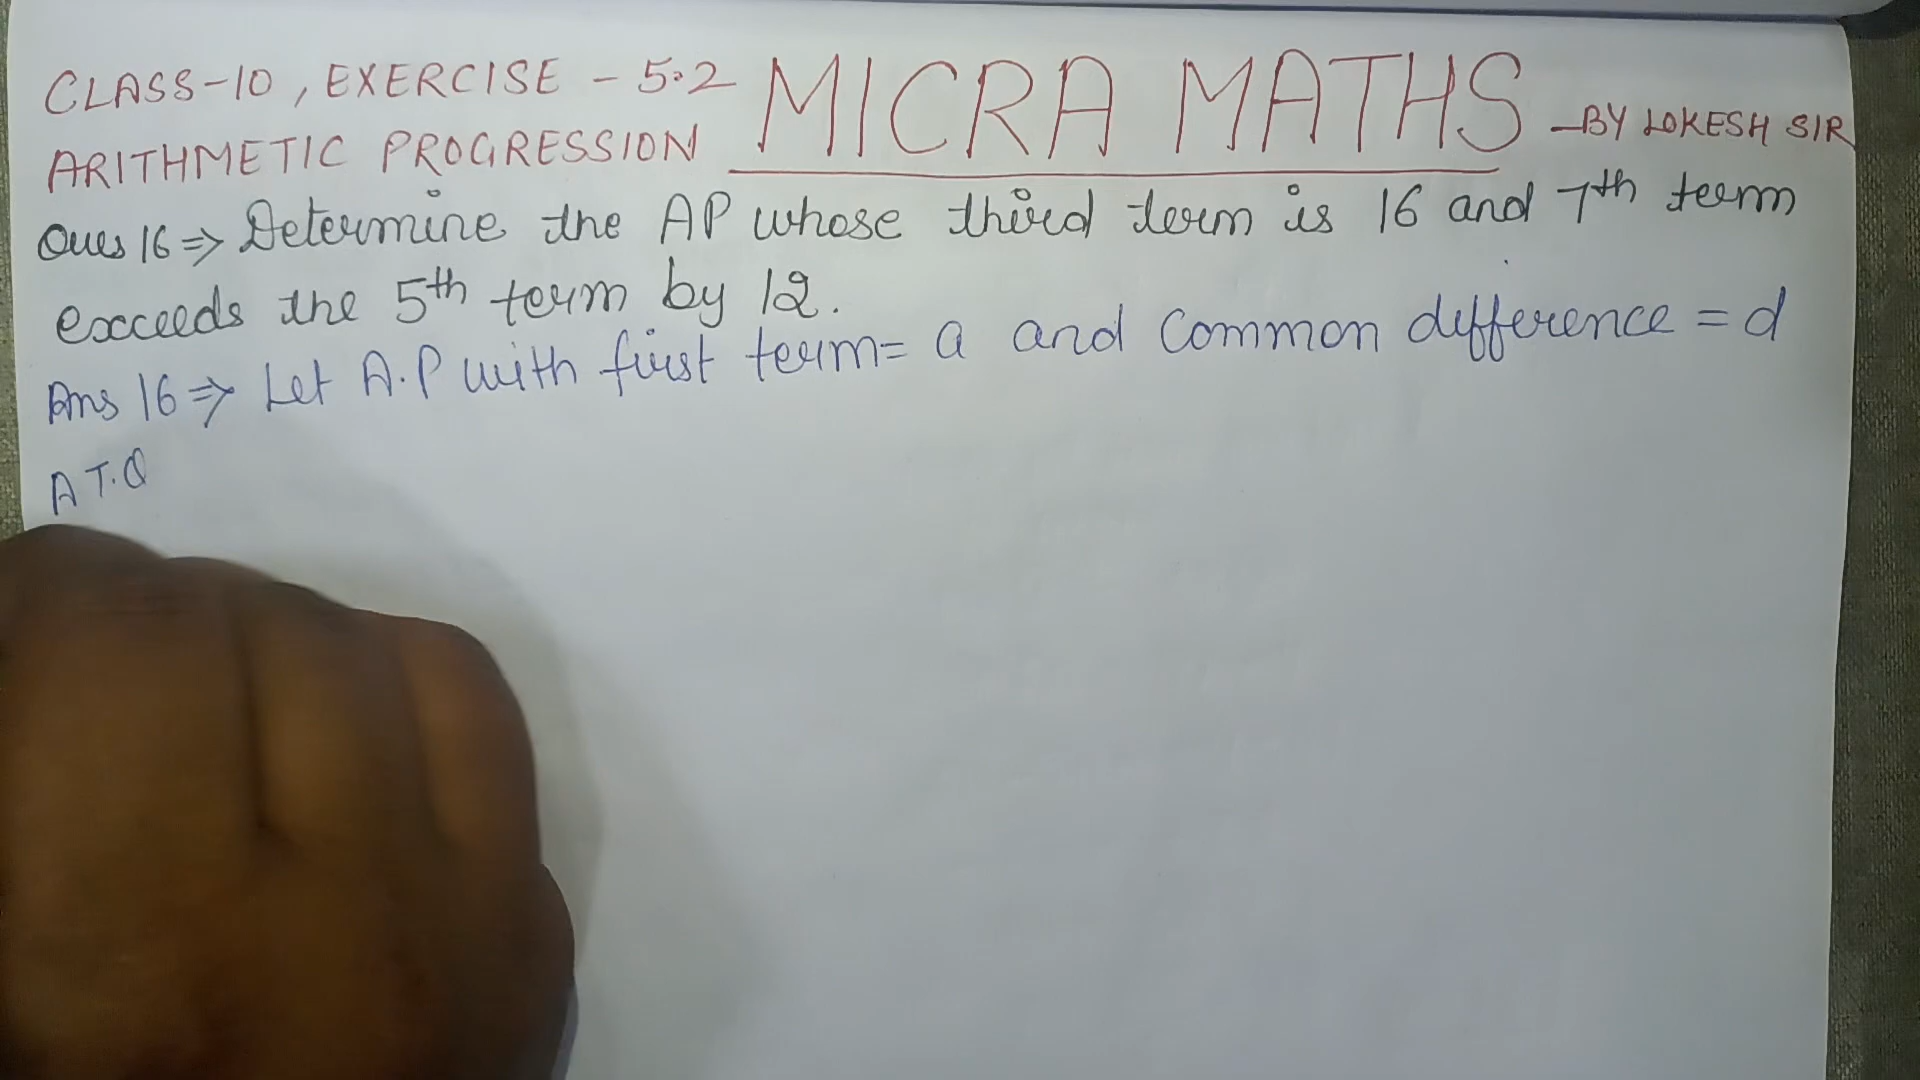 CLASS-10, EXERCISE - 5.2
ARITHMETIC PROGRESSION
MICRA MATHS
-BY LOKESH SIR
Ques 16 ⇒ Determine the AP whose third term is 16 and 7th term
exceeds the 5th term by 12.
Ans 16 ⇒ Let A.P with first term = a and common difference = d
A T.Q